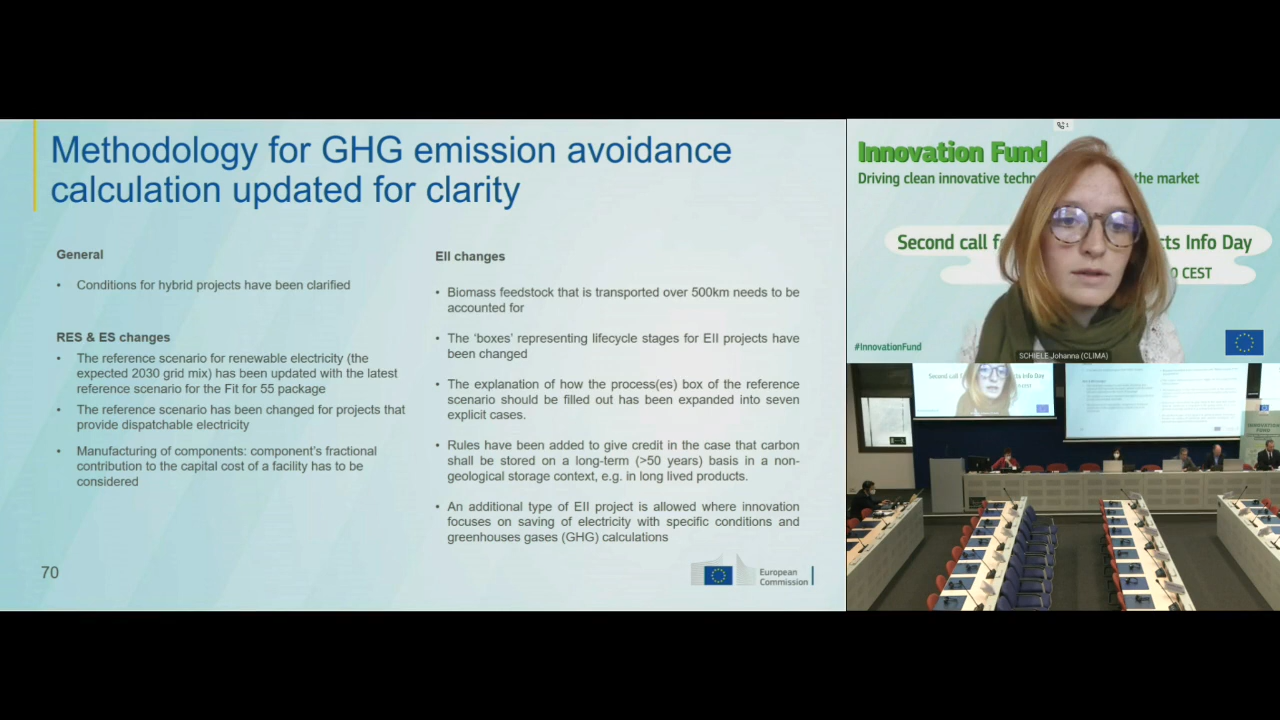 Methodology for GHG emission avoidance
calculation updated for clarity
General
• Conditions for hybrid projects have been clarified
RES & ES changes
• The reference scenario for renewable electricity (the
expected 2030 grid mix) has been updated with the latest
reference scenario for the Fit for 55 package
• The reference scenario has been changed for projects that
provide dispatchable electricity
• Manufacturing of components: component's fractional
contribution to the capital cost of a facility has to be
considered
EII changes
• Biomass feedstock that is transported over 500km needs to be
accounted for
• The 'boxes' representing lifecycle stages for EII projects have
been changed
• The explanation of how the process(es) box of the reference
scenario should be filled out has been expanded into seven
explicit cases.
• Rules have been added to give credit in the case that carbon
shall be stored on a long-term (>50 years) basis in a non-
geological storage context, e.g. in long lived products.
• An additional type of EII project is allowed where innovation
focuses on saving of electricity with specific conditions and
greenhouses gases (GHG) calculations
70
European
Commission
Innovation Fund
Driving clean innovative techn the market
Second call f cts Info Day
0 CEST
#InnovationFund
SCHIELE Johanna (CLIMA)
Second call f cts Info Day